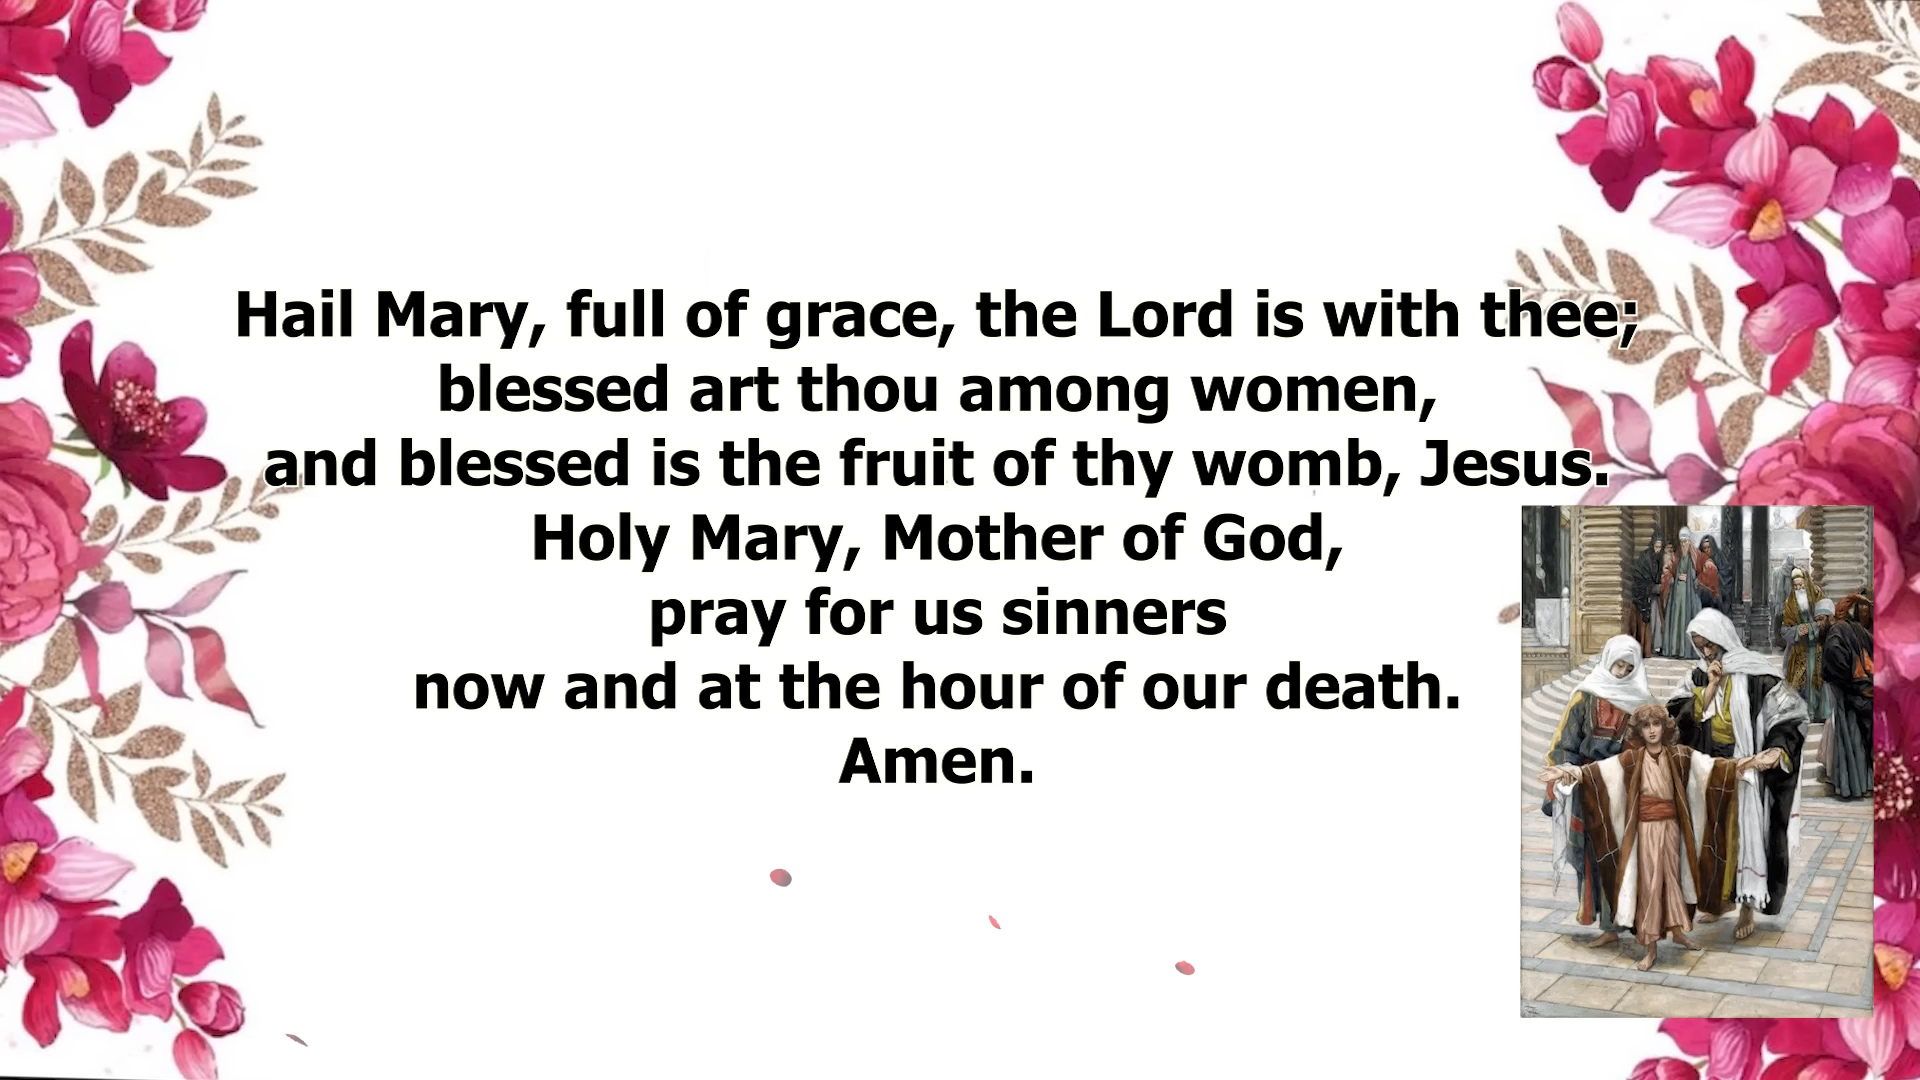 Hail Mary, full of grace, the Lord is with thee;
blessed art thou among women,
and blessed is the fruit of thy womb, Jesus.
Holy Mary, Mother of God,
pray for us sinners
now and at the hour of our death.
Amen.